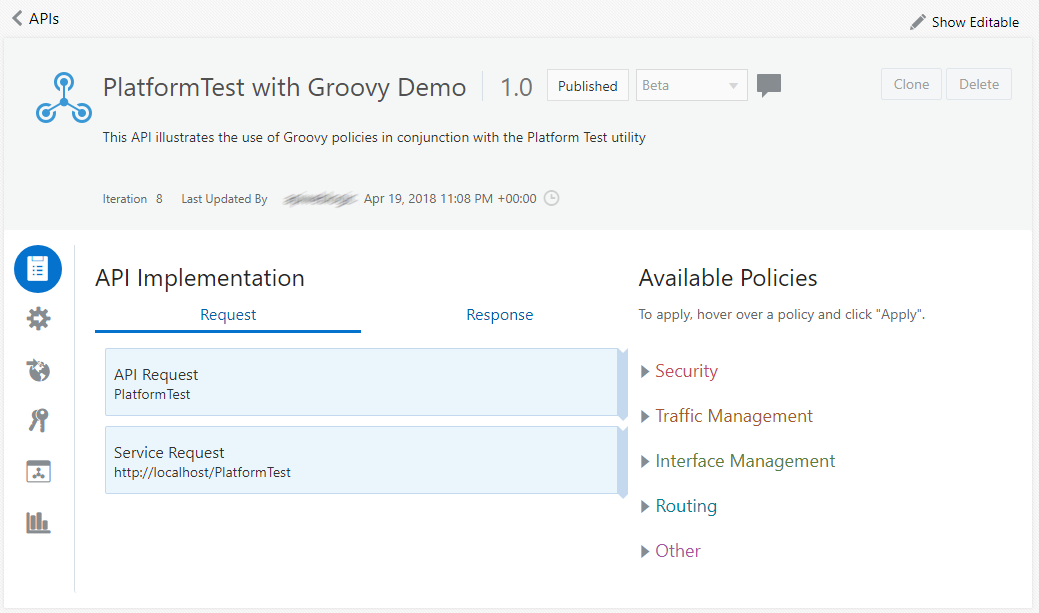 APIs
Show Editable
PlatformTest with Groovy Demo 1.0 Published Beta Clone Delete
This API illustrates the use of Groovy policies in conjunction with the Platform Test utility
Iteration 8 Last Updated By Apr 19, 2018 11:08 PM +00:00
API Implementation
Request Response
API Request
PlatformTest
Service Request
http://localhost/PlatformTest
Available Policies
To apply, hover over a policy and click "Apply".
Security
Traffic Management
Interface Management
Routing
Other